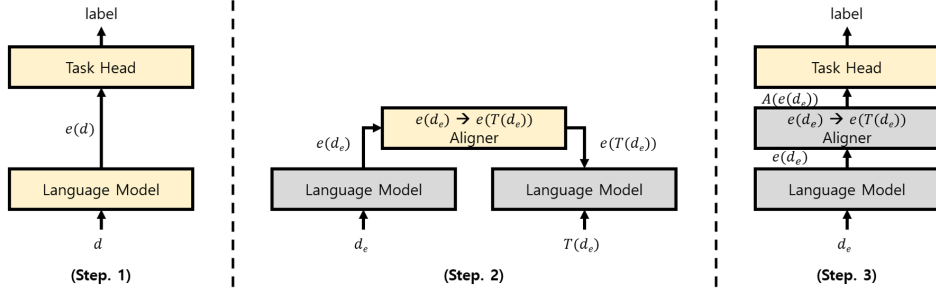 label
Task Head
e(d)
Language Model
d
(Step. 1)
e(d_e) → e(T(d_e))
Aligner
e(d_e)
e(T(d_e))
Language Model
Language Model
d_e
T(d_e)
(Step. 2)
label
Task Head
A(e(d_e))
e(d_e) → e(T(d_e))
Aligner
e(d_e)
Language Model
d_e
(Step. 3)